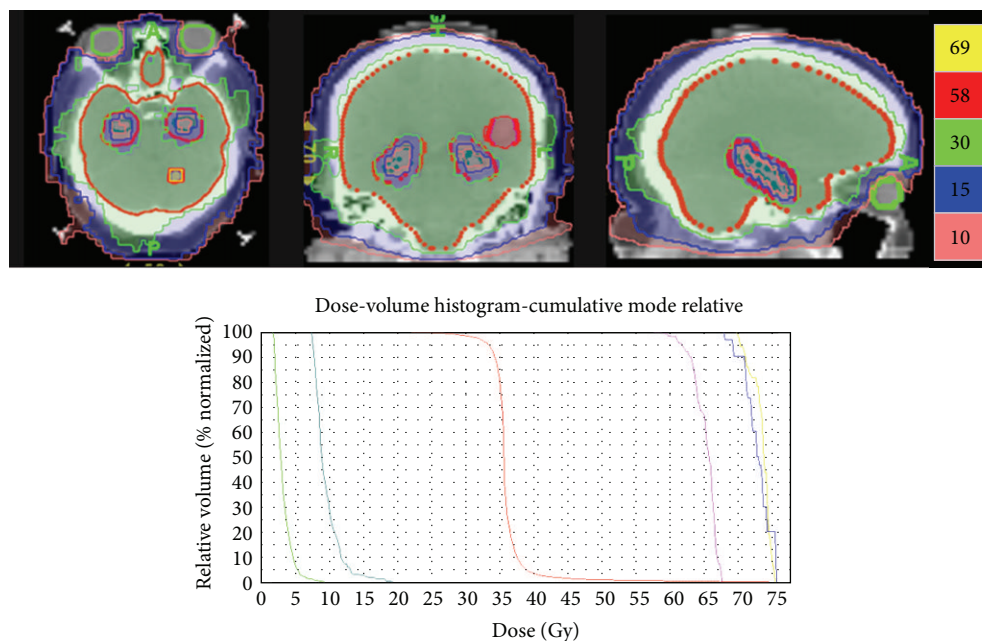 A
P
69
58
30
15
10
Dose-volume histogram-cumulative mode relative
Relative volume (% normalized)
100
90
80
70
60
50
40
30
20
10
0
0 5 10 15 20 25 30 35 40 45 50 55 60 65 70 75
Dose (Gy)